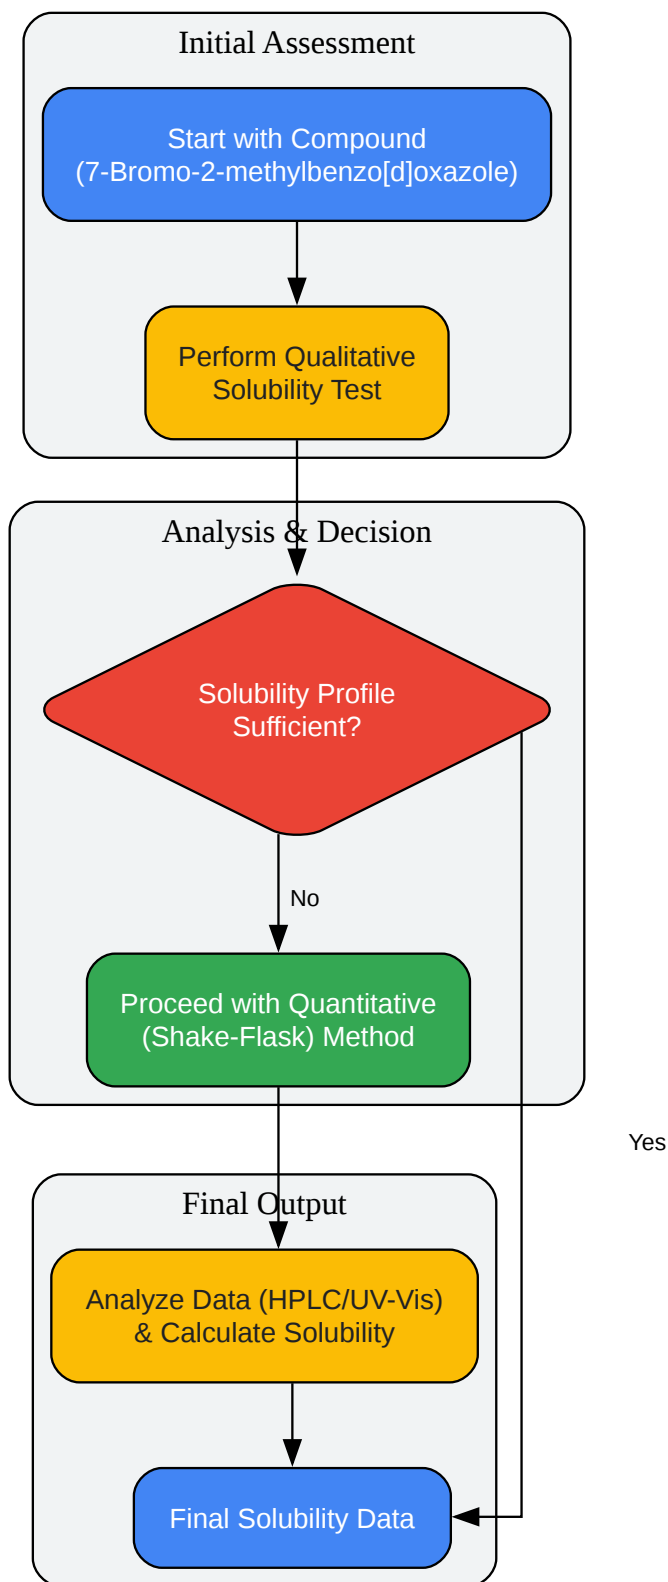 Initial Assessment
Start with Compound
(7-Bromo-2-methylbenzo[d]oxazole)
Perform Qualitative
Solubility Test
Analysis & Decision
Solubility Profile
Sufficient?
No
Proceed with Quantitative
(Shake-Flask) Method
Yes
Final Output
Analyze Data (HPLC/UV-Vis)
& Calculate Solubility
Final Solubility Data